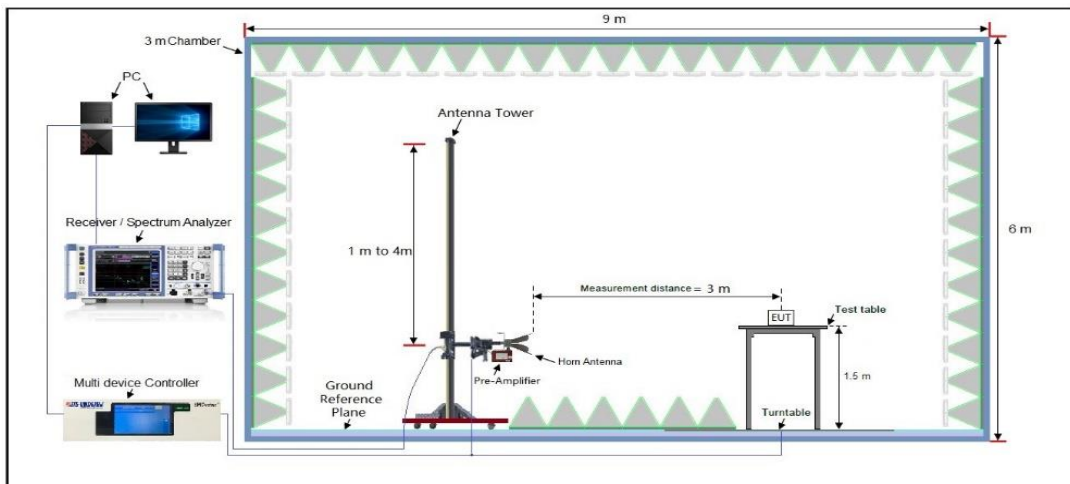 9 m
3 m Chamber
PC
Antenna Tower
Receiver / Spectrum Analyzer
1 m to 4m
6 m
Measurement distance = 3 m
EUT
Test table
Horn Antenna
Pre-Amplifier
1.5 m
Multi device Controller
Ground
Reference
Plane
Turntable